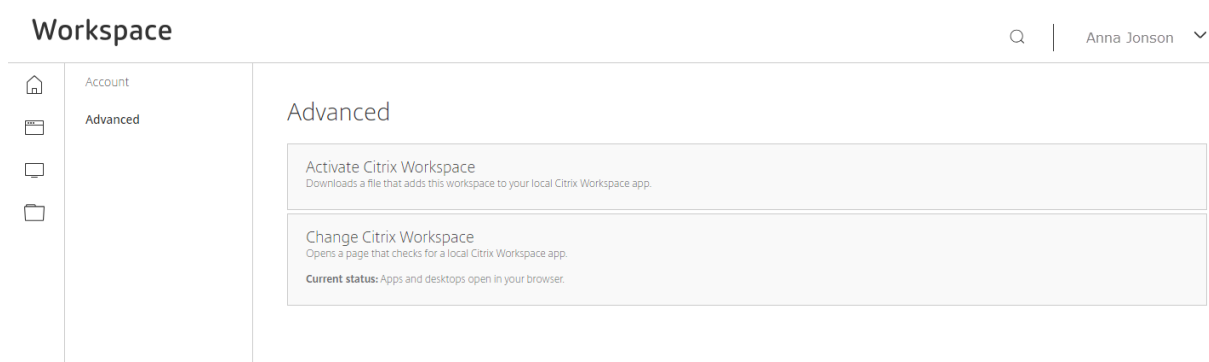 Workspace
Anna Jonson
Account
Advanced
Advanced
Activate Citrix Workspace
Downloads a file that adds this workspace to your local Citrix Workspace app.
Change Citrix Workspace
Opens a page that checks for a local Citrix Workspace app.
Current status: Apps and desktops open in your browser.